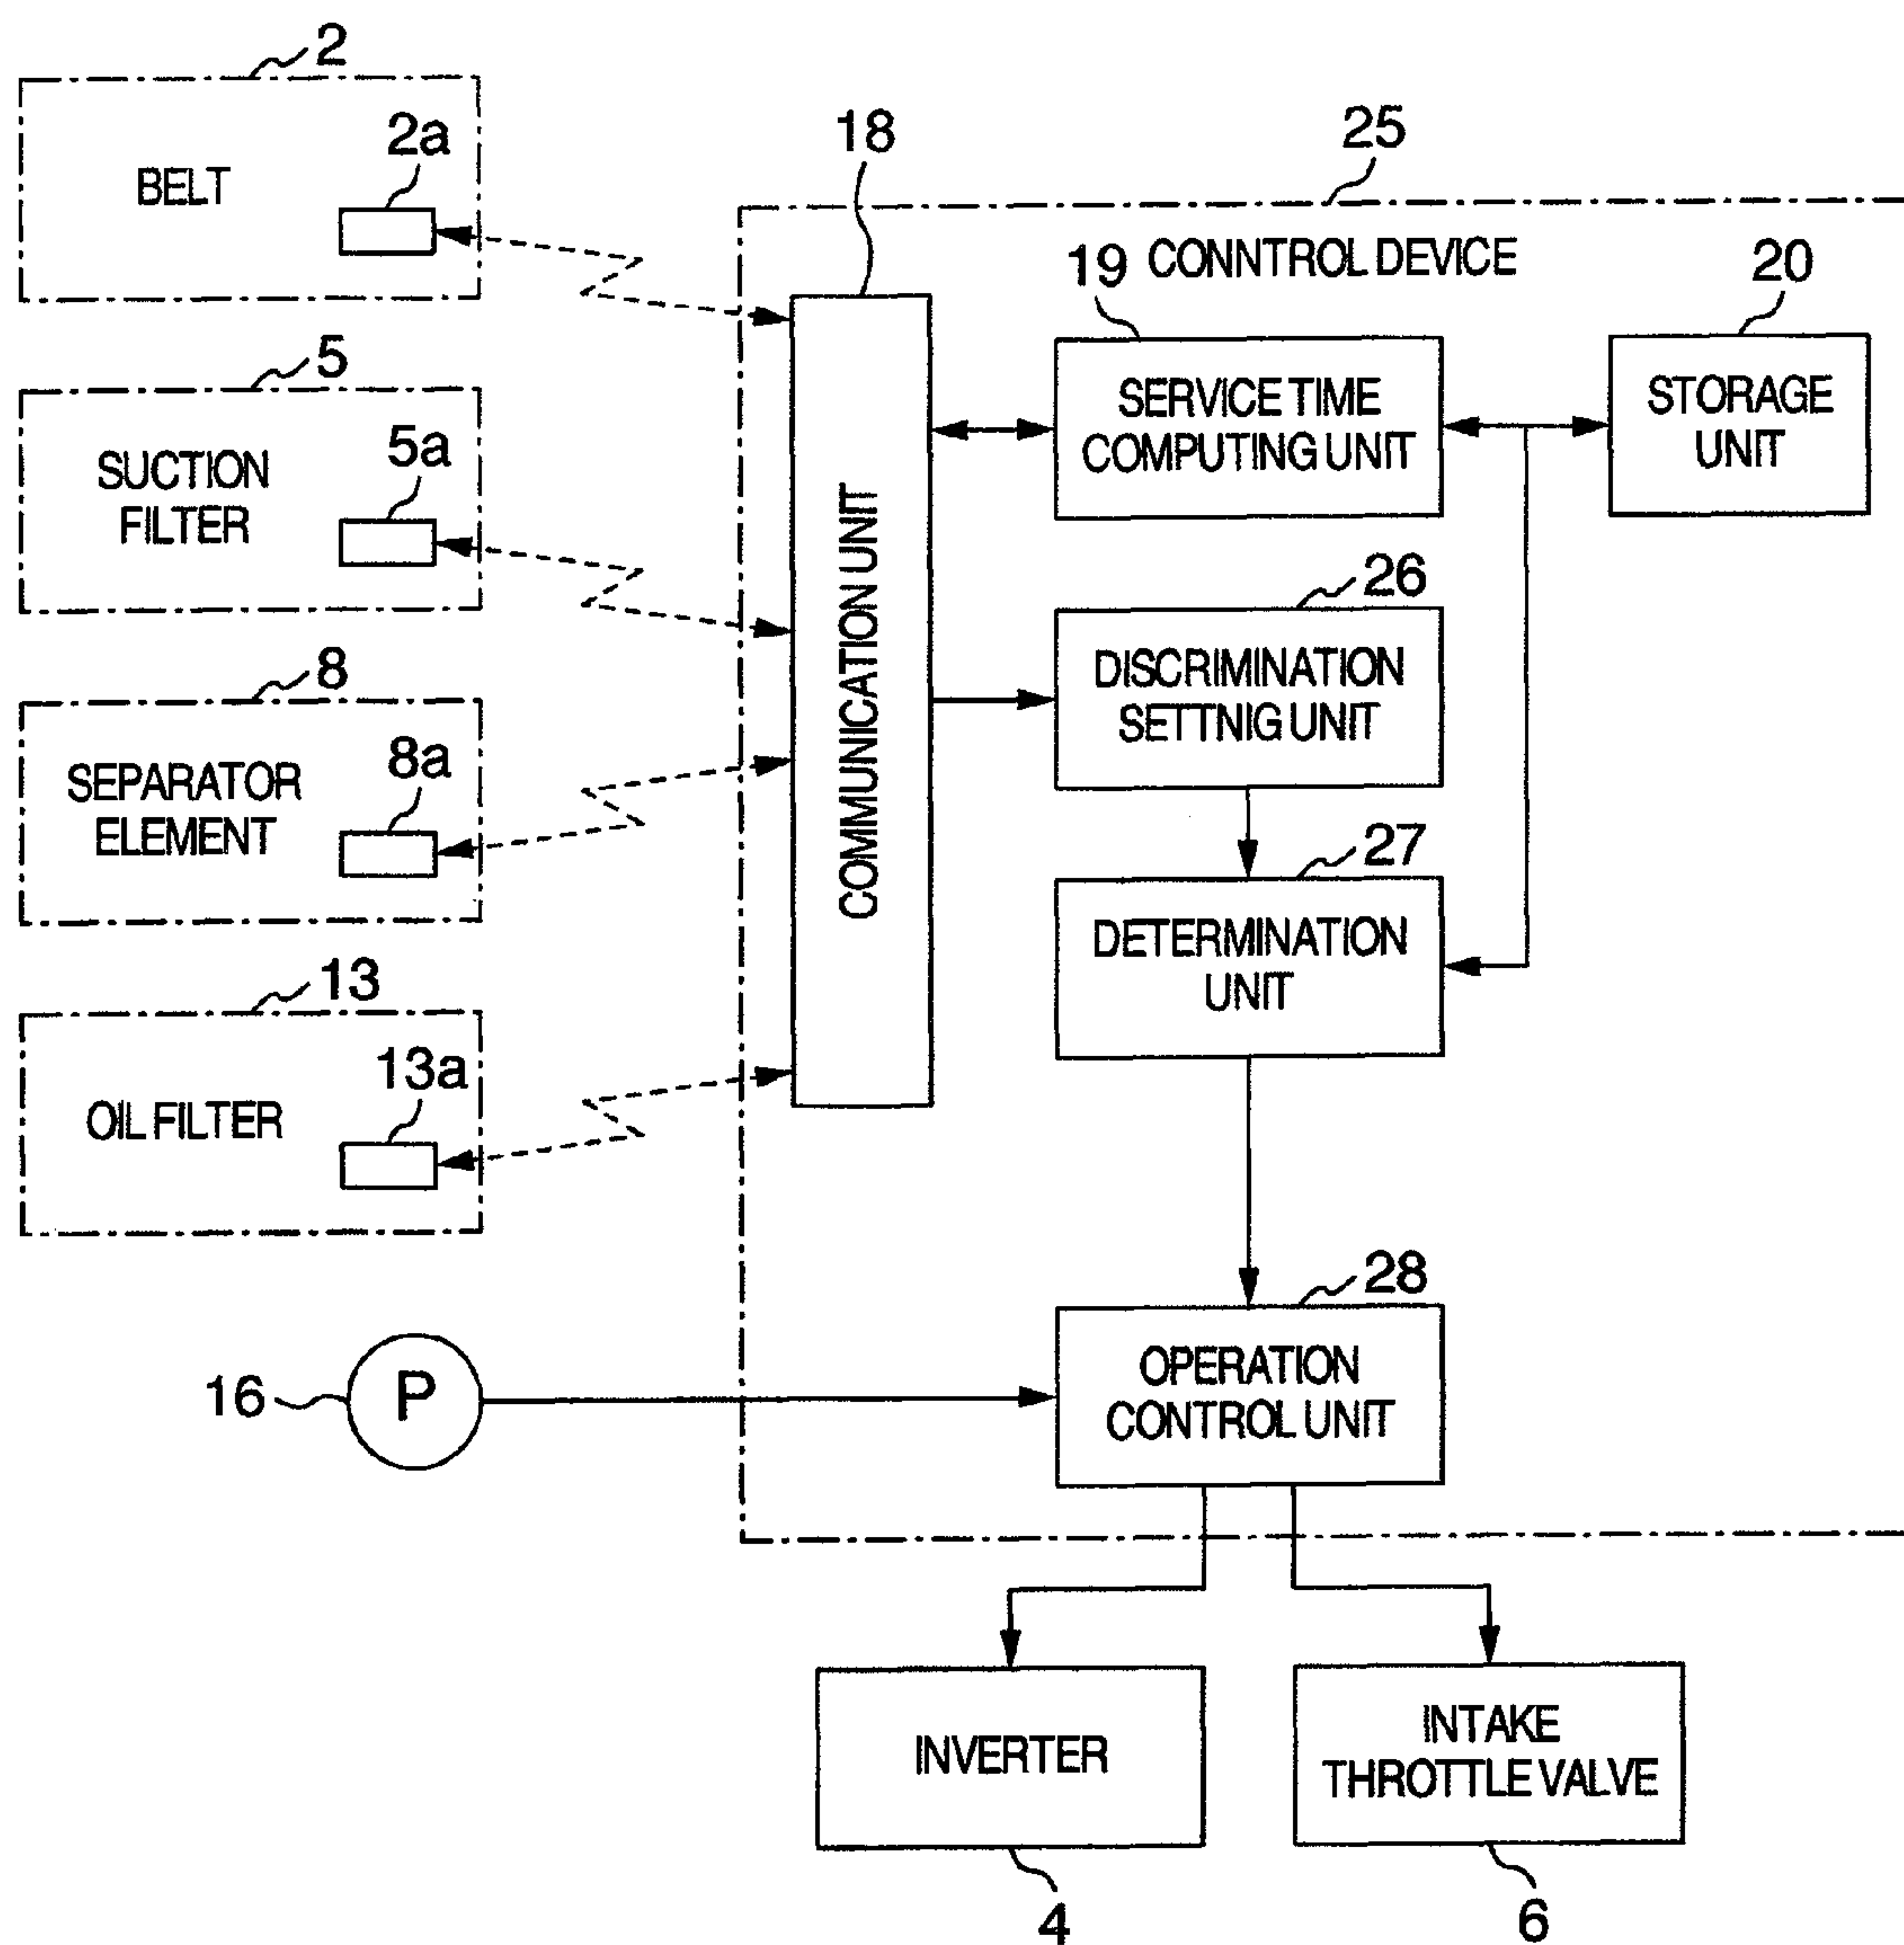 2
2a
BELT
5
5a
SUCTION
FILTER
8
8a
SEPARATOR
ELEMENT
13
13a
OIL FILTER
16
P
18
COMMUNICATION UNIT
25
CONNTROL DEVICE
19
SERVICE TIME
COMPUTING UNIT
20
STORAGE
UNIT
26
DISCRIMINATION
SETTNIG UNIT
27
DETERMINATION
UNIT
28
OPERATION
CONTROL UNIT
INVERTER
4
INTAKE
THROTTLE VALVE
6